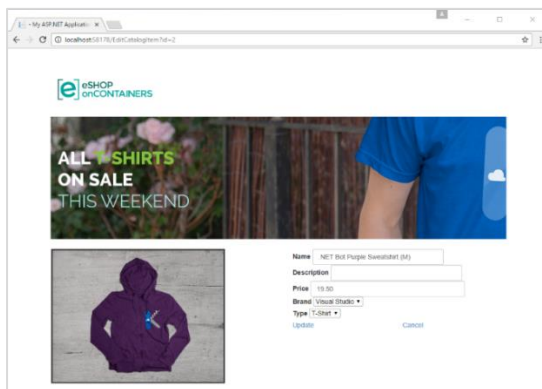 - My ASP.NET Application
localhost:58178/EditCatalogItem?id=2
eSHOP
onCONTAINERS
ALL T-SHIRTS
ON SALE
THIS WEEKEND
Name .NET Bot Purple Sweatshirt (M)
Description
Price 19.50
Brand Visual Studio
Type T-Shirt
Update Cancel